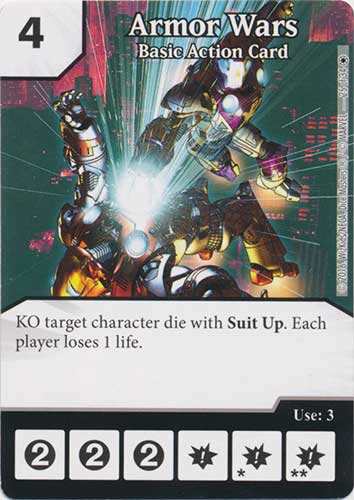 4
Armor Wars
Basic Action Card
KO target character die with Suit Up. Each
player loses 1 life.
Use: 3
2 2 2 ! ! !
* **